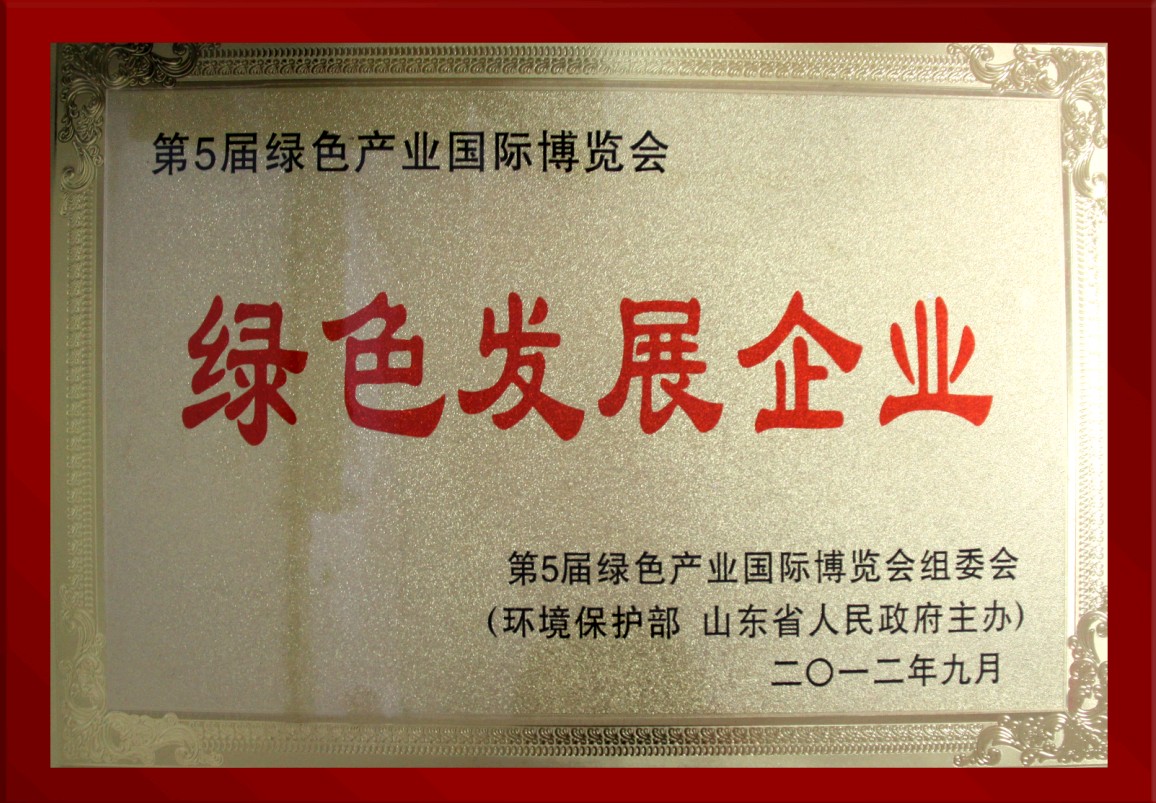 第5届绿色产业国际博览会
绿色发展企业
第5届绿色产业国际博览会组委会
(环境保护部 山东省人民政府主办)
二〇一二年九月